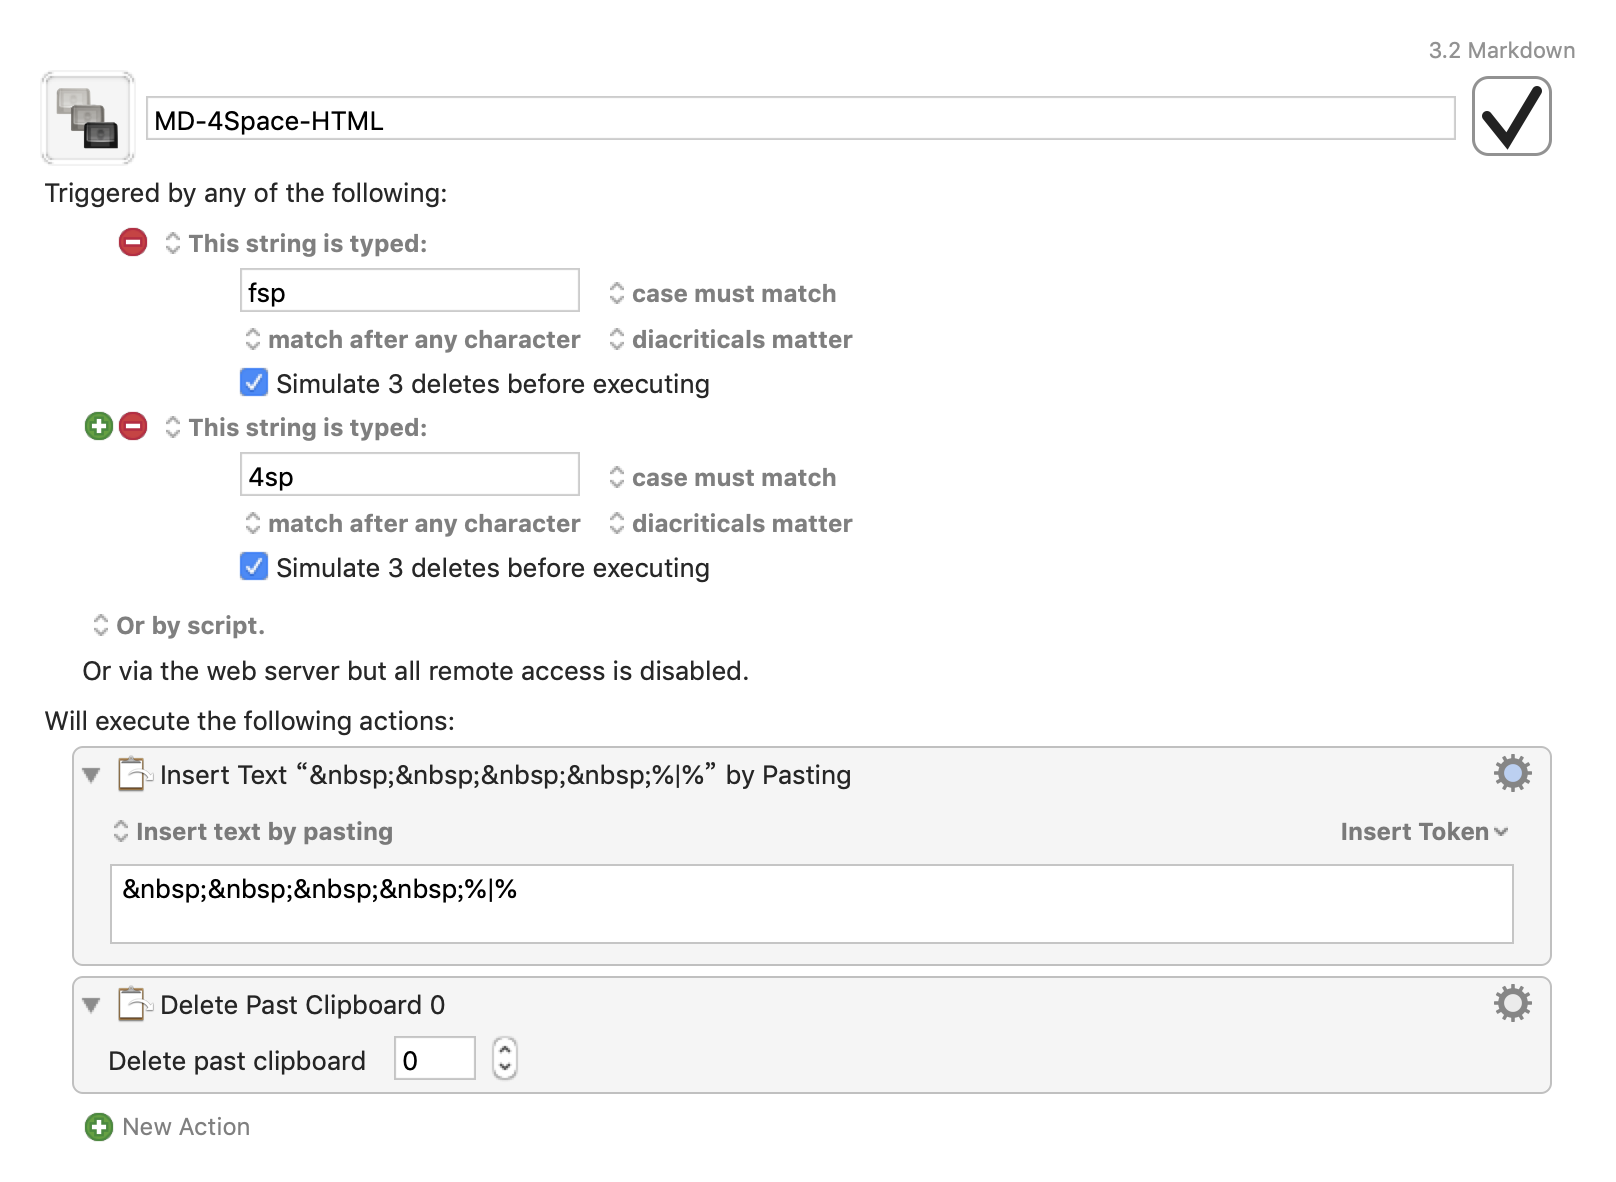 3.2 Markdown
MD-4Space-HTML
Triggered by any of the following:
This string is typed:
fsp case must match
match after any character diacriticals matter
Simulate 3 deletes before executing
This string is typed:
4sp case must match
match after any character diacriticals matter
Simulate 3 deletes before executing
Or by script.
Or via the web server but all remote access is disabled.
Will execute the following actions:
Insert Text “&nbsp;&nbsp;&nbsp;&nbsp;%|%” by Pasting
Insert text by pasting Insert Token
&nbsp;&nbsp;&nbsp;&nbsp;%|%
Delete Past Clipboard 0
Delete past clipboard 0
New Action